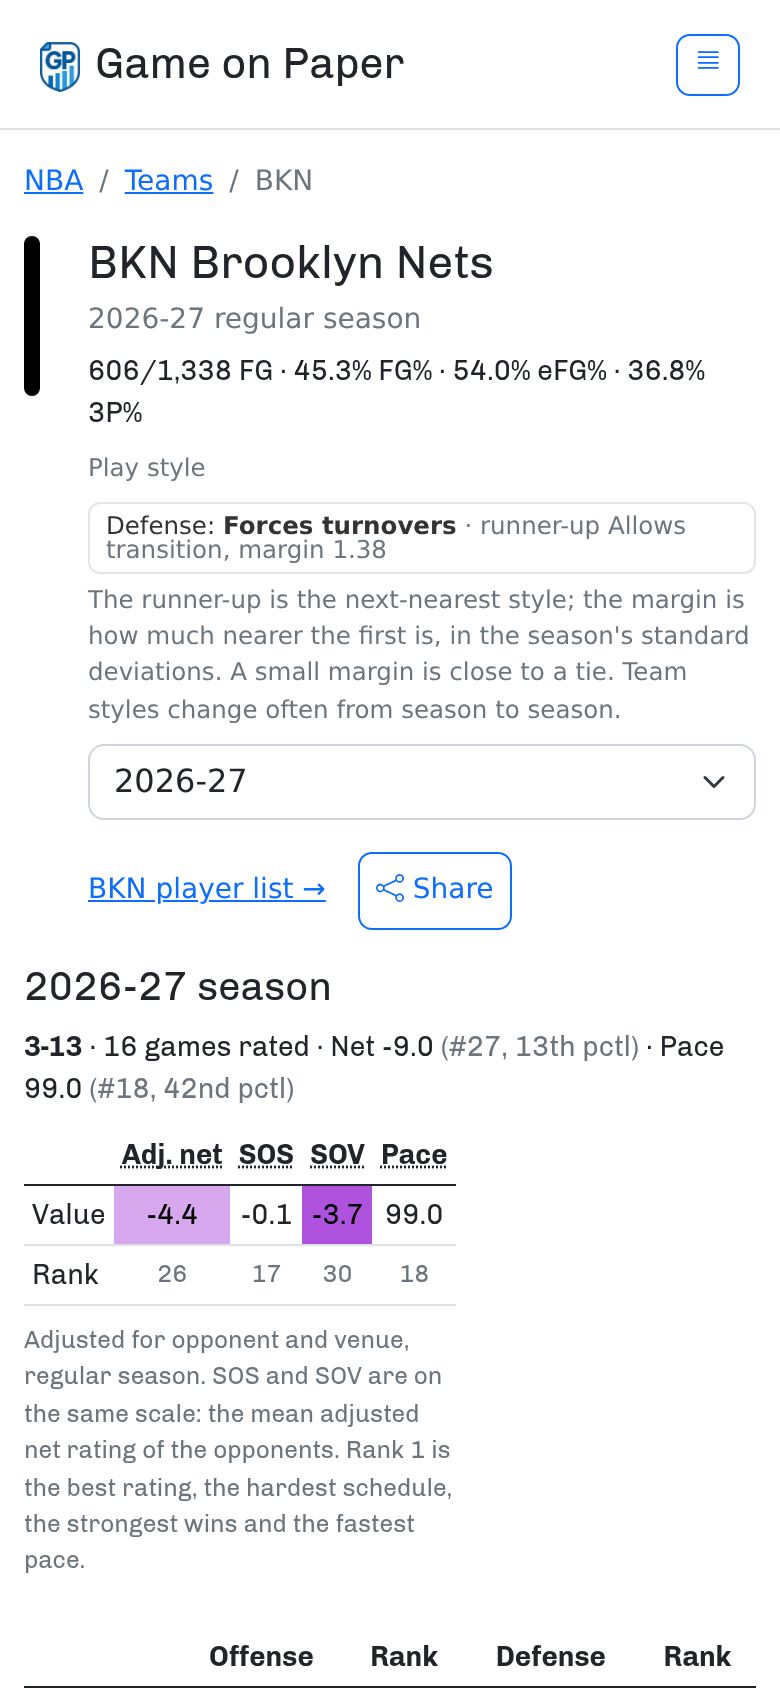 GP Game on Paper
NBA / Teams / BKN
BKN Brooklyn Nets
2026-27 regular season
606/1,338 FG · 45.3% FG% · 54.0% eFG% · 36.8%
3P%
Play style
Defense: Forces turnovers · runner-up Allows
transition, margin 1.38
The runner-up is the next-nearest style; the margin is
how much nearer the first is, in the season's standard
deviations. A small margin is close to a tie. Team
styles change often from season to season.
2026-27
BKN player list →
Share
2026-27 season
3-13 · 16 games rated · Net -9.0 (#27, 13th pctl) · Pace
99.0 (#18, 42nd pctl)
Adj. net SOS SOV Pace
Value -4.4 -0.1 -3.7 99.0
Rank 26 17 30 18
Adjusted for opponent and venue,
regular season. SOS and SOV are on
the same scale: the mean adjusted
net rating of the opponents. Rank 1 is
the best rating, the hardest schedule,
the strongest wins and the fastest
pace.
Offense Rank Defense Rank